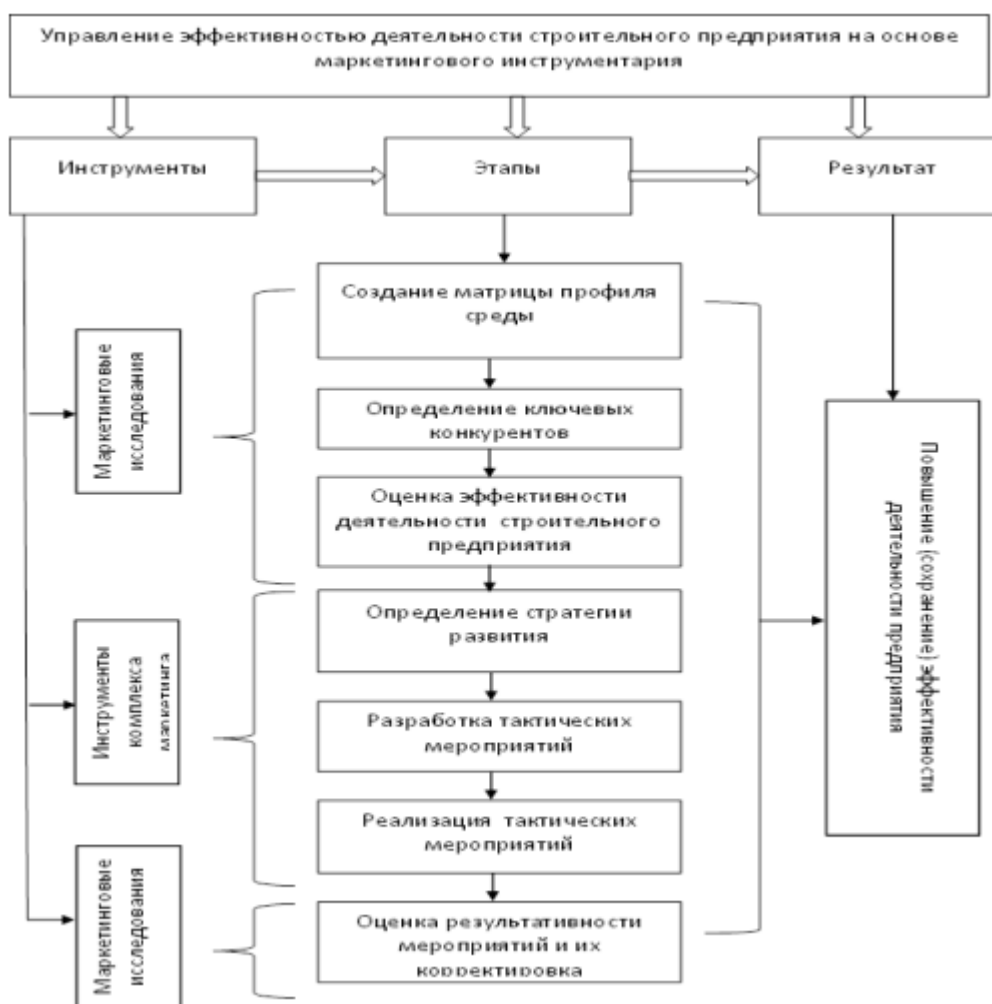 Управление эффективностью деятельности строительного предприятия на основе
маркетингового инструментария
Инструменты
Этапы
Результат
Создание матрицы профиля
среды
Определение ключевых
конкурентов
Оценка эффективности
деятельности строительного
предприятия
Определение стратегии
развития
Разработка тактических
мероприятий
Реализация тактических
мероприятий
Оценка результативности
мероприятий и их
корректировка
Маркетинговые
исследования
Инструменты
комплекса
маркетинга
Маркетинговые
исследования
Повышение (сохранение) эффективности
деятельности предприятия